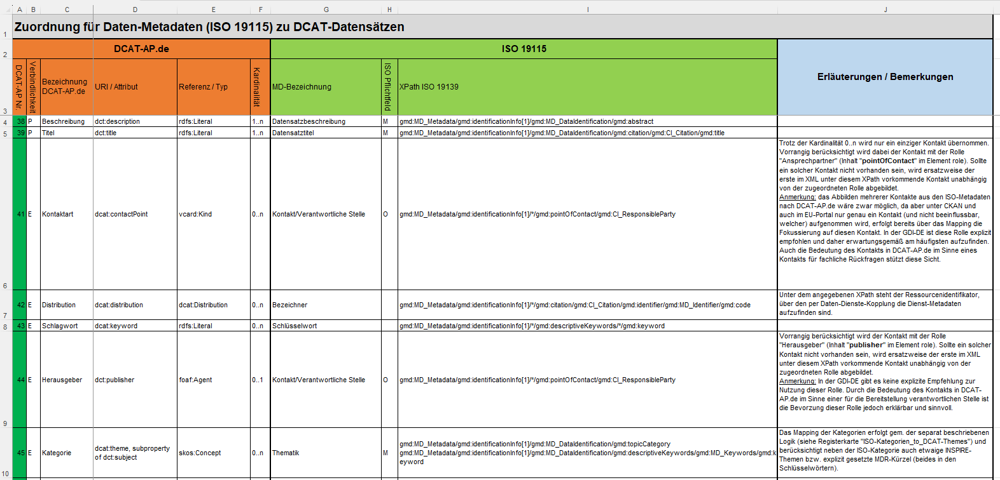 A B C D E F G H I J
1 Zuordnung für Daten-Metadaten (ISO 19115) zu DCAT-Datensätzen
2 DCAT-AP.de ISO 19115
Erläuterungen / Bemerkungen
3 DCAT-AP Nr. Verbindlichkeit Bezeichnung DCAT-AP.de URI / Attribut Referenz / Typ Kardinalität MD-Bezeichnung ISO Pflichtfeld XPath ISO 19139
4 38 P Beschreibung dct:description rdfs:Literal 1..n Datensatzbeschreibung M gmd:MD_Metadata/gmd:identificationInfo[1]/gmd:MD_DataIdentification/gmd:abstract
5 39 P Titel dct:title rdfs:Literal 1..n Datensatztitel M gmd:MD_Metadata/gmd:identificationInfo[1]/gmd:MD_DataIdentification/gmd:citation/gmd:CI_Citation/gmd:title
6 41 E Kontaktart dcat:contactPoint vcard:Kind 0..n Kontakt/Verantwortliche Stelle O gmd:MD_Metadata/gmd:identificationInfo[1]/*/gmd:pointOfContact/gmd:CI_ResponsibleParty
Trotz der Kardinalität 0..n wird nur ein einziger Kontakt übernommen.
Vorrangig berücksichtigt wird dabei der Kontakt mit der Rolle
"Ansprechpartner" (Inhalt "pointOfContact" im Element role). Sollte
ein solcher Kontakt nicht vorhanden sein, wird ersatzweise der
erste im XML unter diesem XPath vorkommende Kontakt unabhängig
von der zugeordneten Rolle abgebildet.
Anmerkung: das Abbilden mehrerer Kontakte aus den ISO-Metadaten
nach DCAT-AP.de wäre zwar möglich, da aber unter CKAN und
auch im EU-Portal nur genau ein Kontakt (und nicht beeinflussbar,
welcher) aufgenommen wird, erfolgt bereits über das Mapping die
Fokussierung auf diesen Kontakt. In der GDI-DE ist diese Rolle explizit
empfohlen und daher erwartungsgemäß am häufigsten aufzufinden.
Auch die Bedeutung des Kontakts in DCAT-AP.de im Sinne eines
Kontakts für fachliche Rückfragen stützt diese Sicht.
7 42 E Distribution dcat:distribution dcat:Distribution 0..n Bezeichner gmd:MD_Metadata/gmd:identificationInfo[1]/*/gmd:citation/gmd:CI_Citation/gmd:identifier/gmd:MD_Identifier/gmd:code
Unter dem angegebenen XPath steht der Ressourcenidentifikator,
über den per Daten-Dienste-Kopplung die Dienst-Metadaten
aufzufinden sind.
8 43 E Schlagwort dcat:keyword rdfs:Literal 0..n Schlüsselwort gmd:MD_Metadata/gmd:identificationInfo[1]/*/gmd:descriptiveKeywords/*/gmd:keyword
9 44 E Herausgeber dct:publisher foaf:Agent 0..1 Kontakt/Verantwortliche Stelle O gmd:MD_Metadata/gmd:identificationInfo[1]/*/gmd:pointOfContact/gmd:CI_ResponsibleParty
Vorrangig berücksichtigt wird der Kontakt mit der Rolle
"Herausgeber" (Inhalt "publisher" im Element role). Sollte ein solcher
Kontakt nicht vorhanden sein, wird ersatzweise der erste im XML
unter diesem XPath vorkommende Kontakt unabhängig von der
zugeordneten Rolle abgebildet.
Anmerkung: In der GDI-DE gibt es keine explizite Empfehlung zur
Nutzung dieser Rolle. Durch die Bedeutung des Kontakts in DCAT-
AP.de im Sinne einer für die Bereitstellung verantwortlichen Stelle ist
die Bevorzung dieser Rolle jedoch erklärbar und sinnvoll.
10 45 E Kategorie dcat:theme, subproperty of dct:subject skos:Concept 0..n Thematik M
gmd:MD_Metadata/gmd:identificationInfo[1]/gmd:MD_DataIdentification/gmd:topicCategory
gmd:MD_Metadata/gmd:identificationInfo[1]/gmd:MD_DataIdentification/gmd:descriptiveKeywords/gmd:MD_Keywords/gmd:k
eyword
Das Mapping der Kategorien erfolgt gem. der separat beschriebenen
Logik (siehe Registerkarte "ISO-Kategorien_to_DCAT-Themes") und
berücksichtigt neben der ISO-Kategorie auch etwaige INSPIRE-
Themen bzw. explizit gesetzte MDR-Kürzel (beides in den
Schlüsselwörtern).